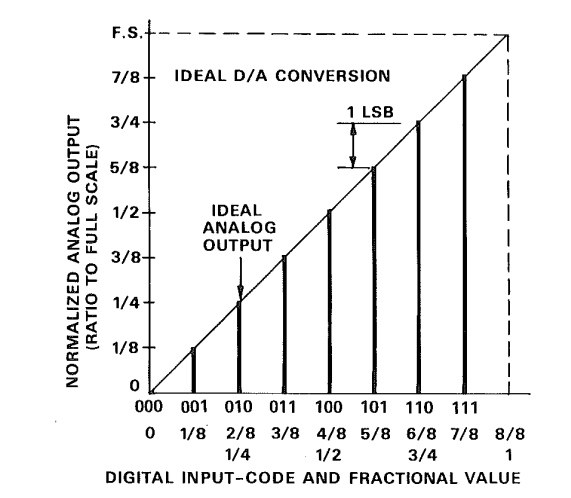 F.S.
7/8
IDEAL D/A CONVERSION
1 LSB
3/4
5/8
1/2
IDEAL
ANALOG
OUTPUT
3/8
1/4
1/8
0
NORMALIZED ANALOG OUTPUT
(RATIO TO FULL SCALE)
000 001 010 011 100 101 110 111
0 1/8 2/8 3/8 4/8 5/8 6/8 7/8 8/8
1/4 1/2 3/4 1
DIGITAL INPUT-CODE AND FRACTIONAL VALUE